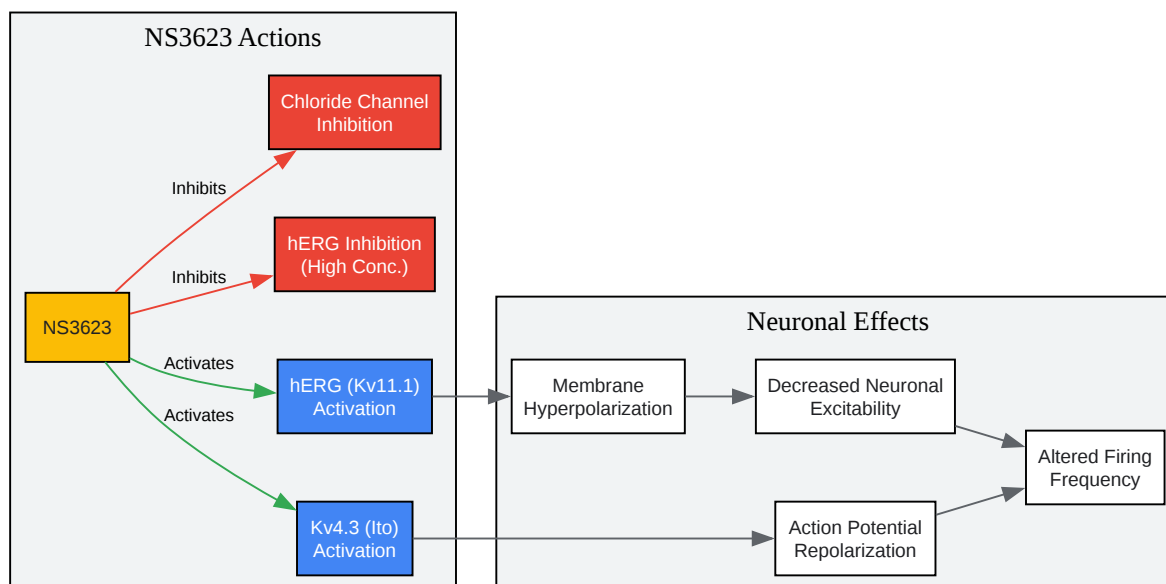 NS3623 Actions
Chloride Channel
Inhibition
Inhibits
hERG Inhibition
(High Conc.)
Inhibits
NS3623
Activates
hERG (Kv11.1)
Activation
Activates
Kv4.3 (Ito)
Activation
Neuronal Effects
Membrane
Hyperpolarization
Decreased Neuronal
Excitability
Altered Firing
Frequency
Action Potential
Repolarization